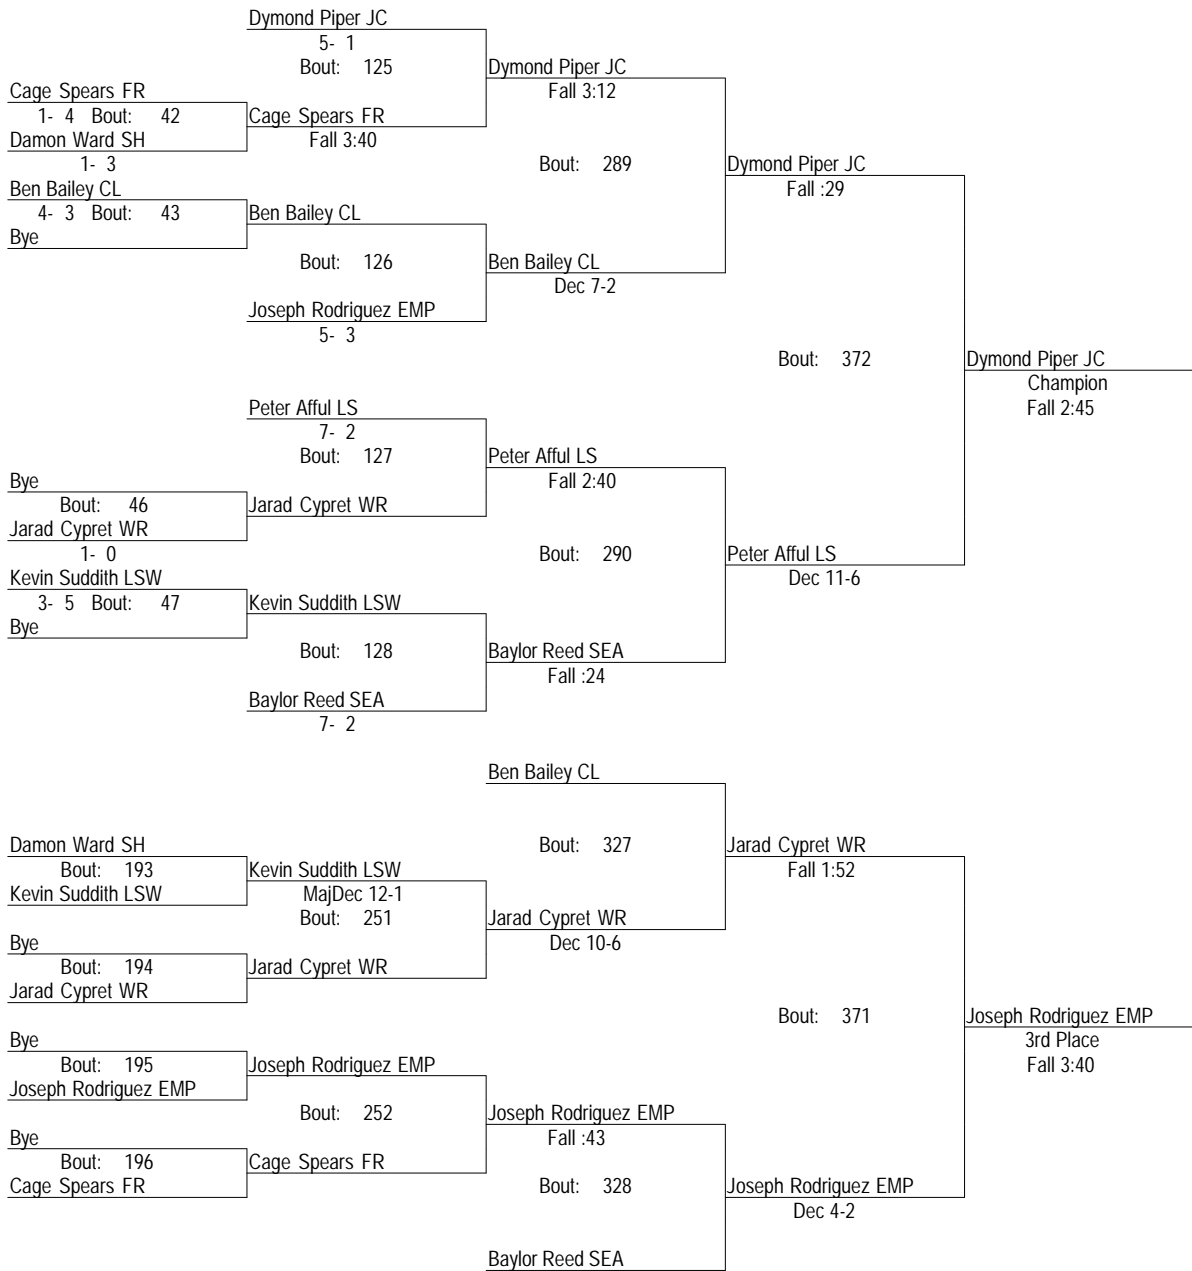 Dymond Piper JC
5- 1
Bout: 125
Dymond Piper JC
Fall 3:12
Cage Spears FR
1- 4 Bout: 42
Cage Spears FR
Fall 3:40
Damon Ward SH
1- 3
Bout: 289
Dymond Piper JC
Fall :29
Ben Bailey CL
4- 3 Bout: 43
Ben Bailey CL
Bye
Bout: 126
Ben Bailey CL
Dec 7-2
Joseph Rodriguez EMP
5- 3
Bout: 372
Dymond Piper JC
Champion
Fall 2:45
Peter Afful LS
7- 2
Bout: 127
Peter Afful LS
Fall 2:40
Bye
Bout: 46
Jarad Cypret WR
Jarad Cypret WR
1- 0
Bout: 290
Peter Afful LS
Dec 11-6
Kevin Suddith LSW
3- 5 Bout: 47
Kevin Suddith LSW
Bye
Bout: 128
Baylor Reed SEA
Fall :24
Baylor Reed SEA
7- 2
Ben Bailey CL
Damon Ward SH
Bout: 193
Kevin Suddith LSW
Kevin Suddith LSW
MajDec 12-1
Bout: 327
Jarad Cypret WR
Fall 1:52
Bout: 251
Jarad Cypret WR
Dec 10-6
Bye
Bout: 194
Jarad Cypret WR
Jarad Cypret WR
Bout: 371
Joseph Rodriguez EMP
3rd Place
Fall 3:40
Bye
Bout: 195
Joseph Rodriguez EMP
Joseph Rodriguez EMP
Bout: 252
Joseph Rodriguez EMP
Fall :43
Bye
Bout: 196
Cage Spears FR
Cage Spears FR
Bout: 328
Joseph Rodriguez EMP
Dec 4-2
Baylor Reed SEA